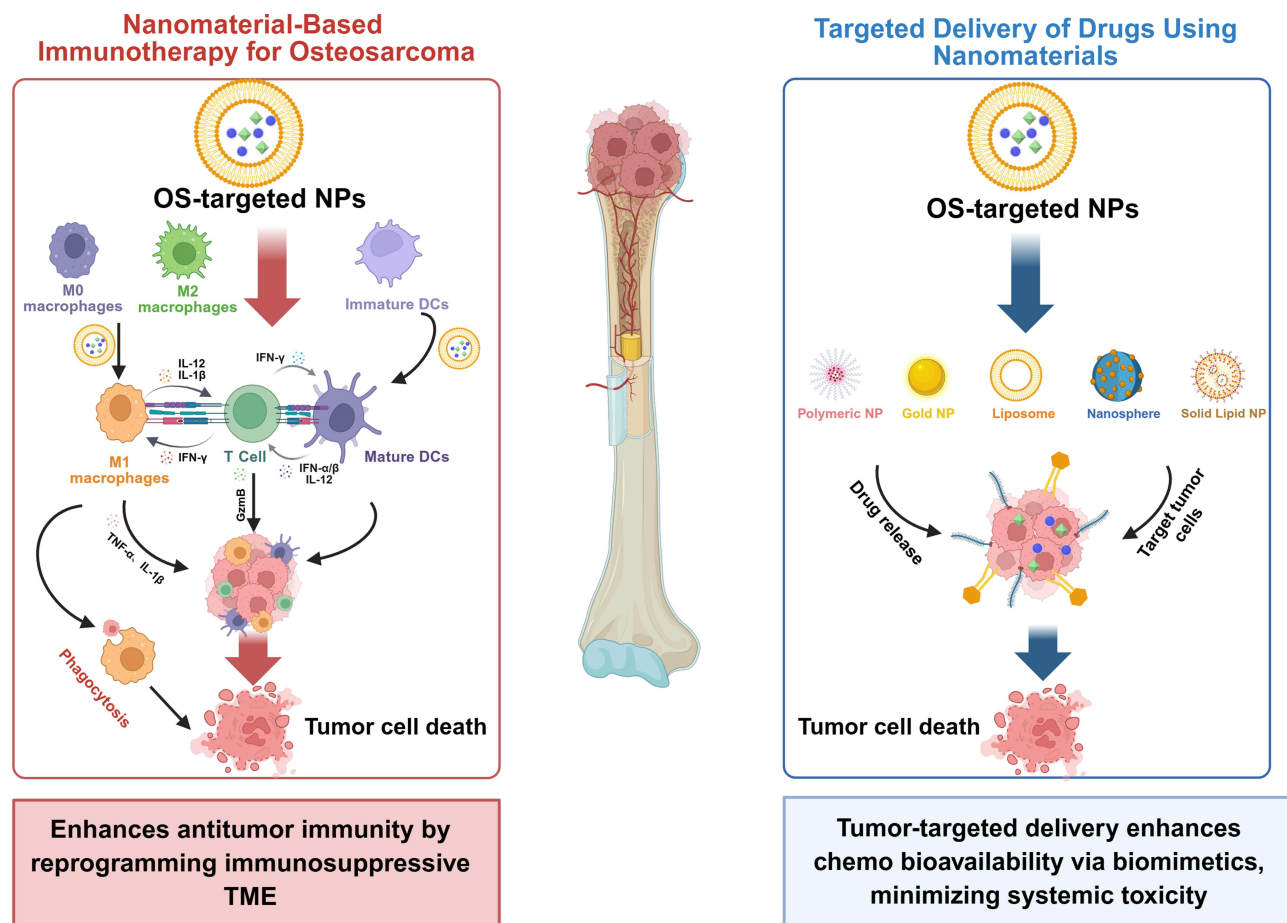 Nanomaterial-Based
Immunotherapy for Osteosarcoma
OS-targeted NPs
M0
macrophages
M2
macrophages
Immature DCs
IL-12
IL-1β
IFN-γ
IFN-γ
T Cell
IFN-α/β
IL-12
Mature DCs
M1
macrophages
GzmB
TNF-α、IL-1β
Phagocytosis
Tumor cell death
Enhances antitumor immunity by
reprogramming immunosuppressive
TME
Targeted Delivery of Drugs Using
Nanomaterials
OS-targeted NPs
Polymeric NP
Gold NP
Liposome
Nanosphere
Solid Lipid NP
Drug release
Target tumor
cells
Tumor cell death
Tumor-targeted delivery enhances
chemo bioavailability via biomimetics,
minimizing systemic toxicity